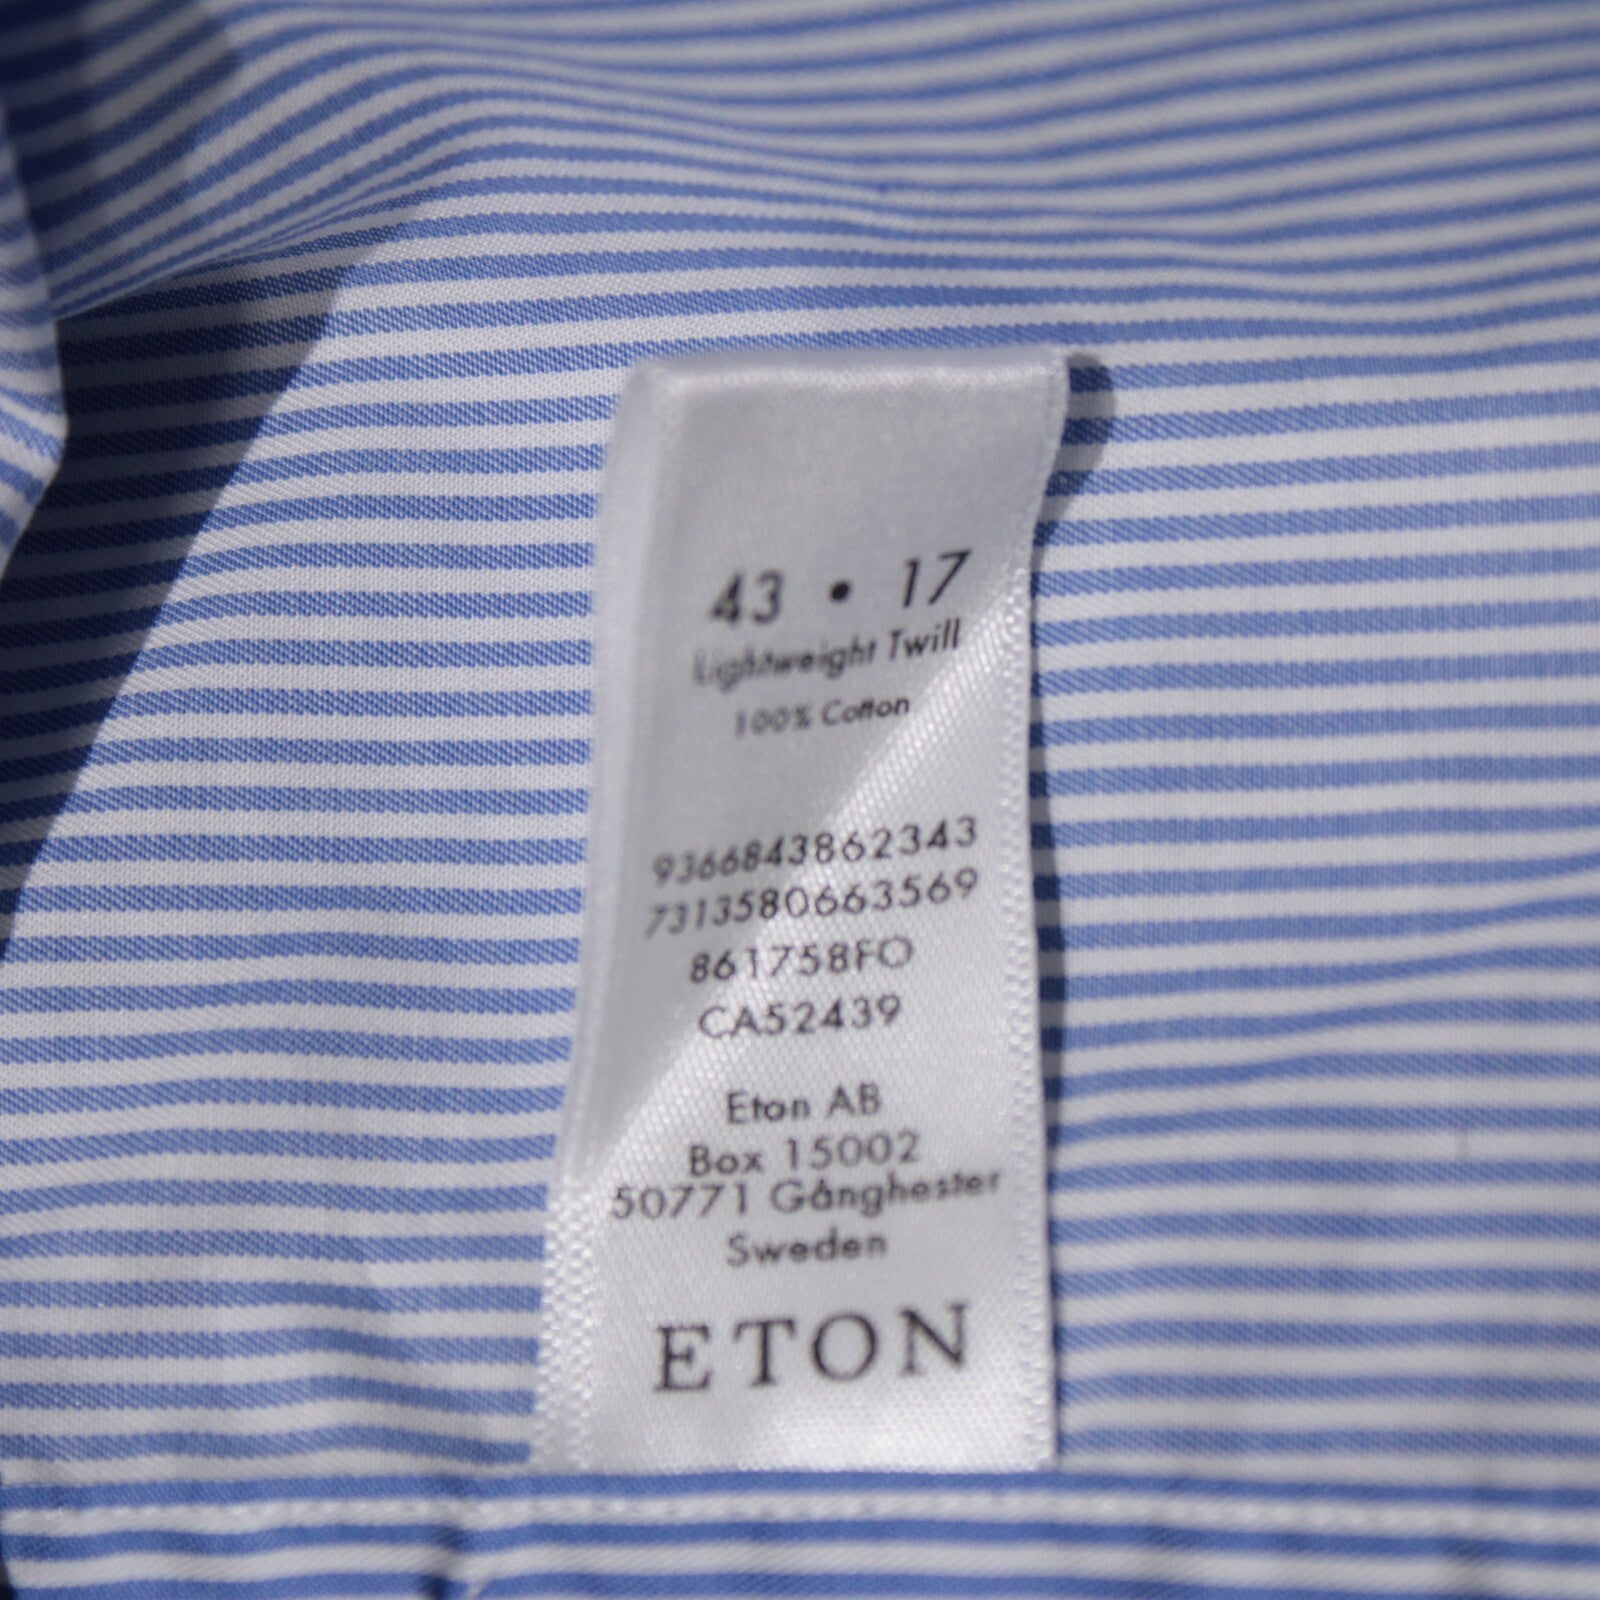 43 • 17
Lightweight Twill
100% Cotton
9366843862343
7313580663569
861758FO
CA52439
Eton AB
Box 15002
50771 Gånghester
Sweden
ETON